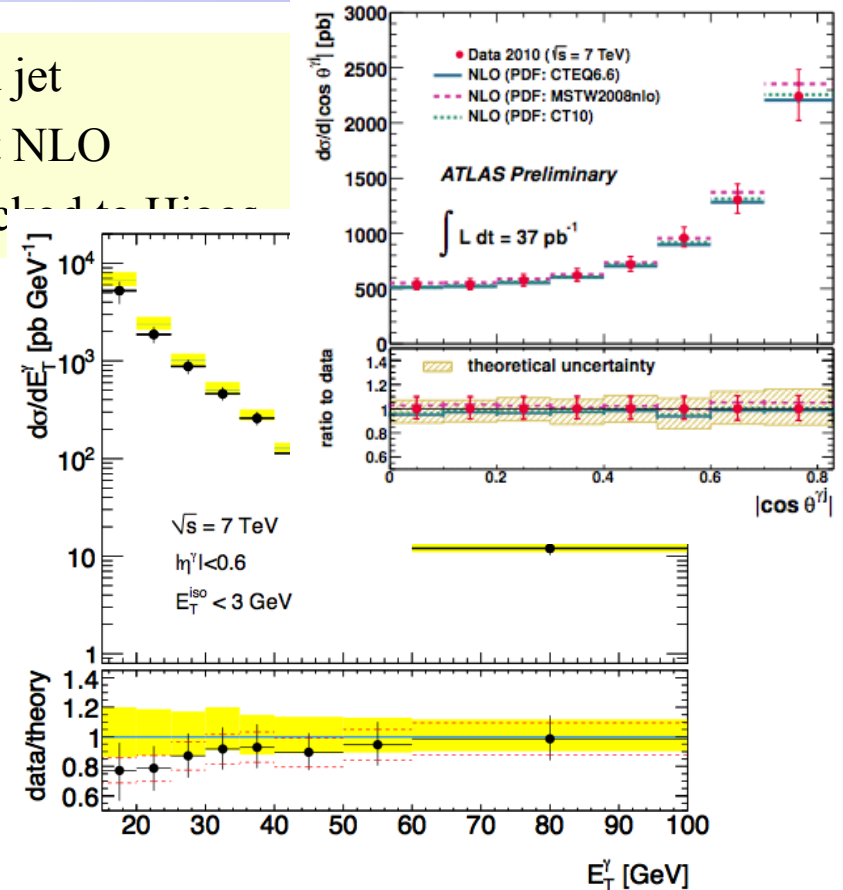 jet
NLO
3000
2500
2000
1500
1000
500
0
dσ/d|cos θ^γj| [pb]
Data 2010 (√s = 7 TeV)
NLO (PDF: CTEQ6.6)
NLO (PDF: MSTW2008nlo)
NLO (PDF: CT10)
ATLAS Preliminary
∫ L dt = 37 pb⁻¹
1.4
1.2
1
0.8
0.6
ratio to data
theoretical uncertainty
0 0.2 0.4 0.6 0.8
|cos θ^γj|
dσ/dE_T^γ [pb GeV⁻¹]
10⁴
10³
10²
10
1
√s = 7 TeV
|η^γ|<0.6
E_T^iso < 3 GeV
data/theory
1.4
1.2
1
0.8
0.6
20 30 40 50 60 70 80 90 100
E_T^γ [GeV]